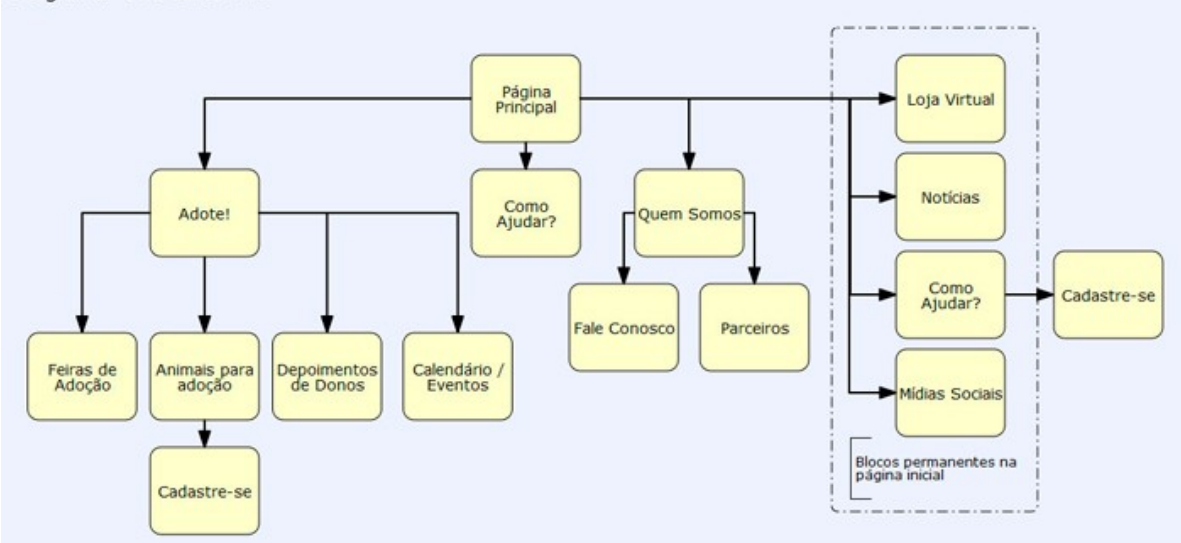 Página
Principal
Loja Virtual
Adote!
Como
Ajudar?
Quem Somos
Notícias
Como
Ajudar?
Cadastre-se
Fale Conosco
Parceiros
Feiras de
Adoção
Animais para
adoção
Depoimentos
de Donos
Calendário /
Eventos
Mídias Sociais
Blocos permanentes na
página inicial
Cadastre-se